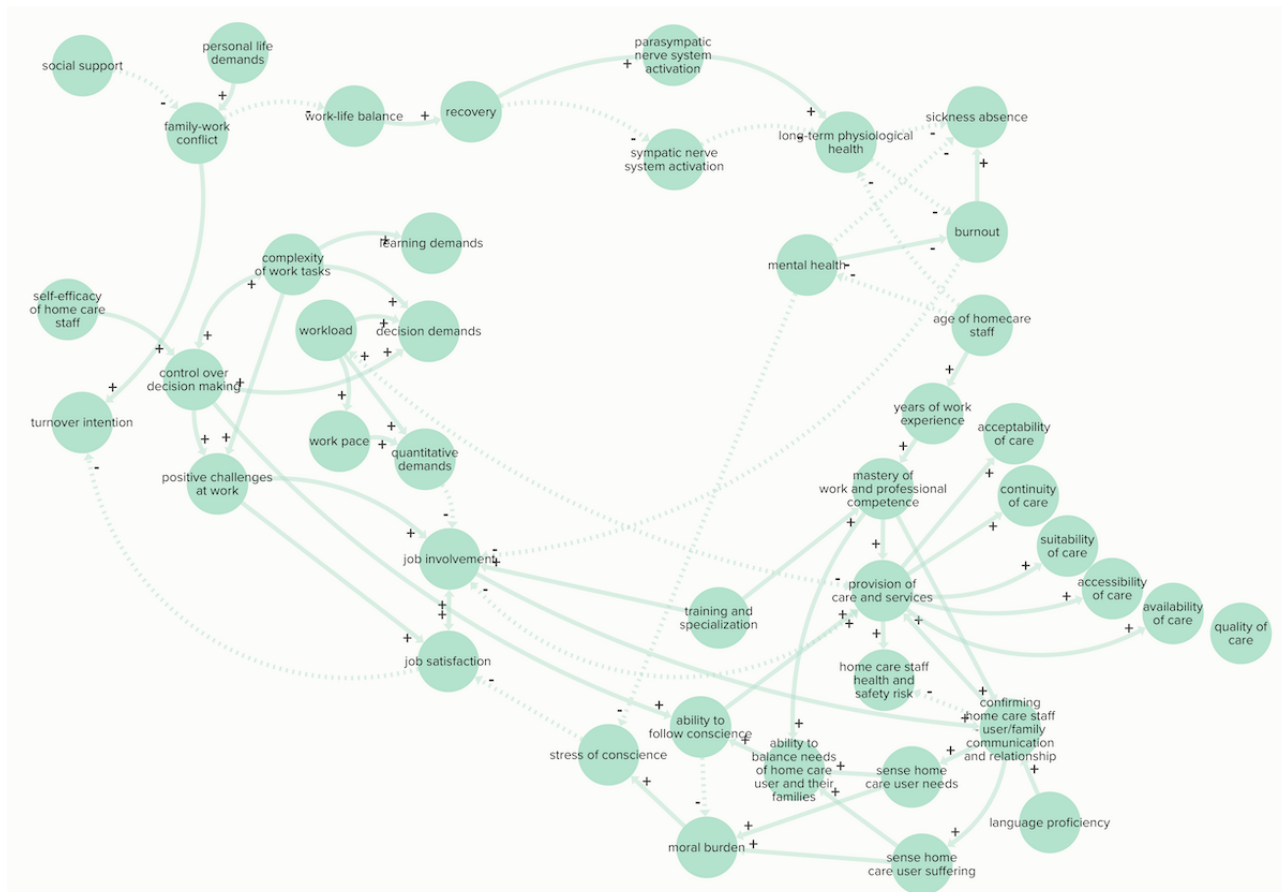 social support
personal life
demands
parasympatic
nerve system
activation
family-work
conflict
work-life balance
recovery
sympatic nerve
system activation
long-term physiological
health
sickness absence
burnout
mental health
learning demands
complexity
of work tasks
self-efficacy
of home care
staff
workload
decision demands
age of homecare
staff
control over
decision making
turnover intention
work pace
quantitative
demands
years of work
experience
acceptability
of care
positive challenges
at work
mastery of
work and professional
competence
continuity
of care
suitability
of care
job involvement
provision of
care and services
accessibility
of care
availability
of care
quality of
care
training and
specialization
job satisfaction
home care staff
health and
safety risk
stress of conscience
ability to
follow conscience
ability to
balance needs
of home care
user and their
families
sense home
care user needs
confirming
home care staff
- user/family
communication
and relationship
language proficiency
moral burden
sense home
care user suffering